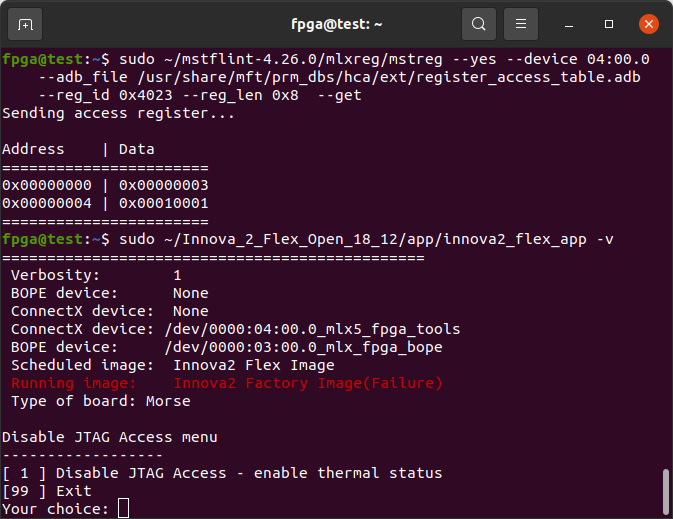 fpga@test: ~
fpga@test:~$ sudo ~/mstflint-4.26.0/mlxreg/mstreg --yes --device 04:00.0
--adb_file /usr/share/mft/prm_dbs/hca/ext/register_access_table.adb
--reg_id 0x4023 --reg_len 0x8  --get
Sending access register...
Address    | Data
=======================
0x00000000 | 0x00000003
0x00000004 | 0x00010001
=======================
fpga@test:~$ sudo ~/Innova_2_Flex_Open_18_12/app/innova2_flex_app -v
===============================================
Verbosity:        1
BOPE device:      None
ConnectX device:  None
ConnectX device: /dev/0000:04:00.0_mlx5_fpga_tools
BOPE device:     /dev/0000:03:00.0_mlx_fpga_bope
Scheduled image:  Innova2 Flex Image
Running image:    Innova2 Factory Image(Failure)
Type of board: Morse
Disable JTAG Access menu
------------------
[ 1 ] Disable JTAG Access - enable thermal status
[99 ] Exit
Your choice: